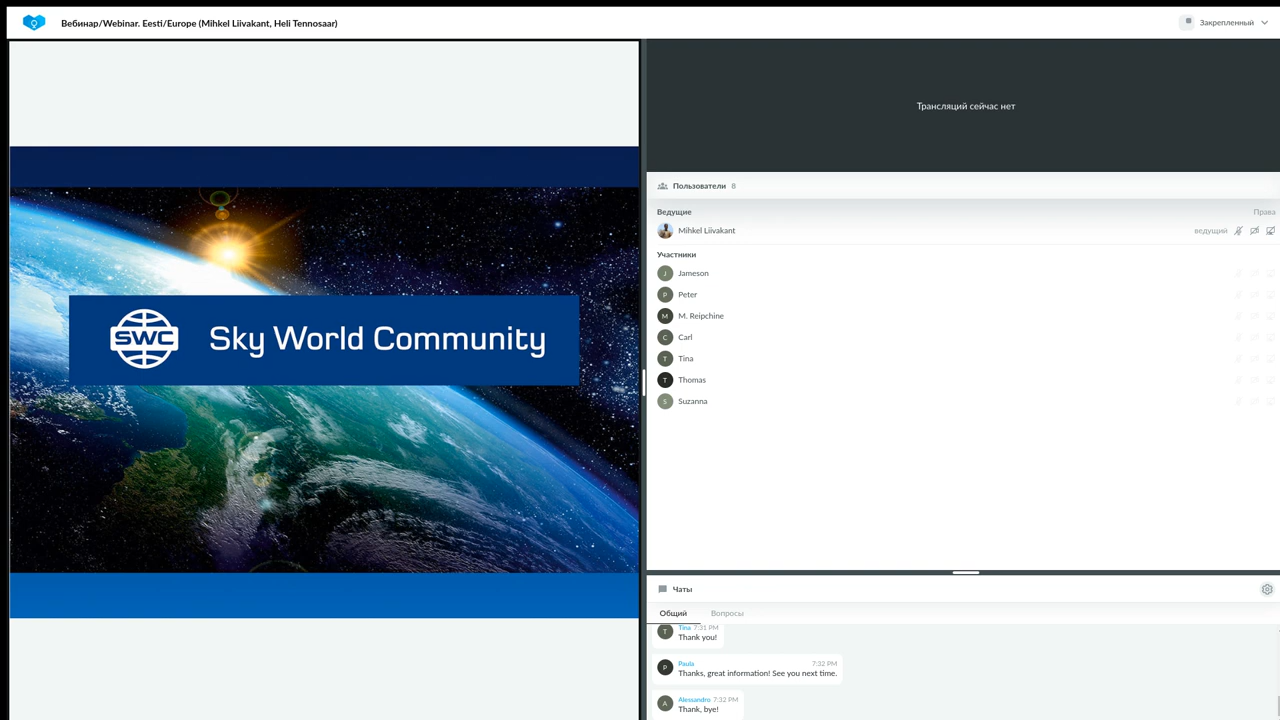 Вебинар/Webinar. Eesti/Europe (Mihkel Liivakant, Heli Tennosaar)
Закрепленный
SWC
Sky World Community
Трансляций сейчас нет
Пользователи 8
Ведущие Права
Mihkel Liivakant ведущий
Участники
J Jameson
P Peter
M M. Reipchine
C Carl
T Tina
T Thomas
S Suzanna
Чаты
Общий Вопросы
T Tina 7:31 PM
Thank you!
P Paula 7:32 PM
Thanks, great information! See you next time.
A Alessandro 7:32 PM
Thank, bye!